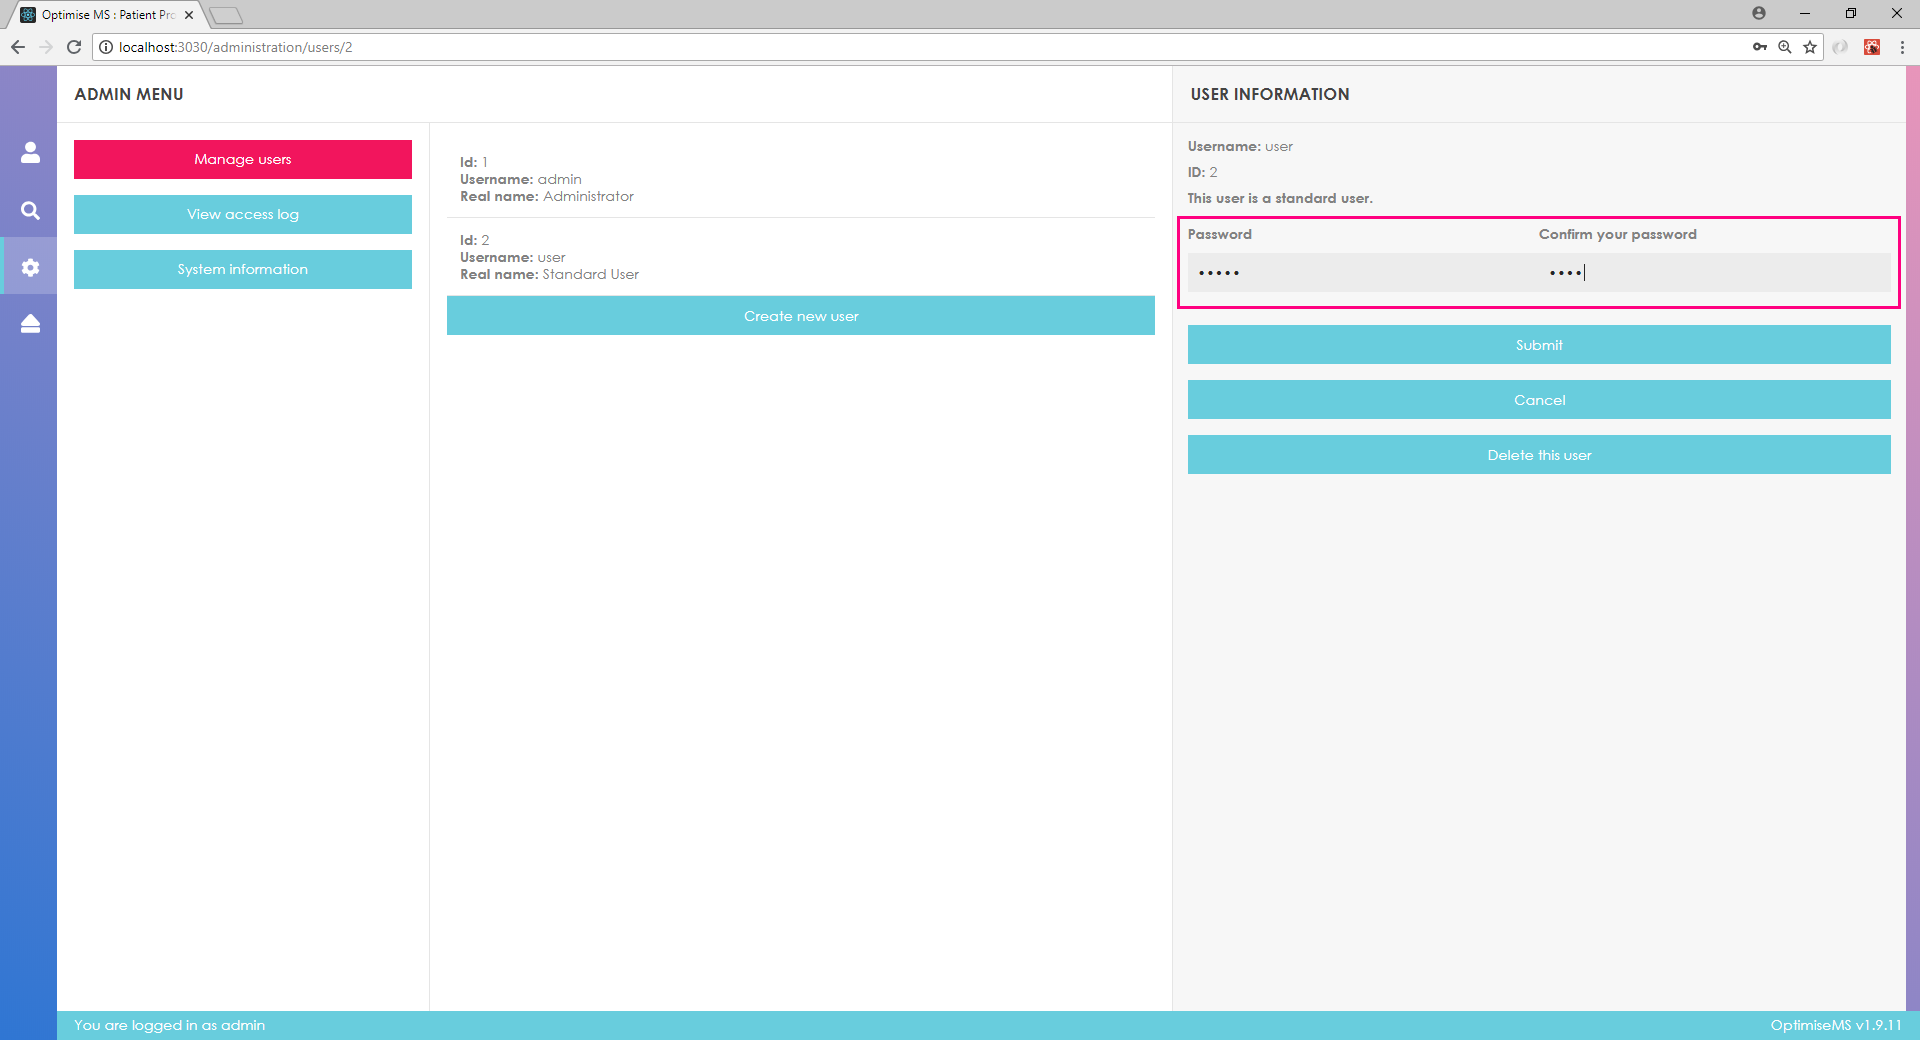 Optimise MS : Patient Pro
localhost:3030/administration/users/2
ADMIN MENU
Manage users
View access log
System information
Id: 1
Username: admin
Real name: Administrator
Id: 2
Username: user
Real name: Standard User
Create new user
USER INFORMATION
Username: user
ID: 2
This user is a standard user.
Password Confirm your password
••••• ••••
Submit
Cancel
Delete this user
You are logged in as admin
OptimiseMS v1.9.11